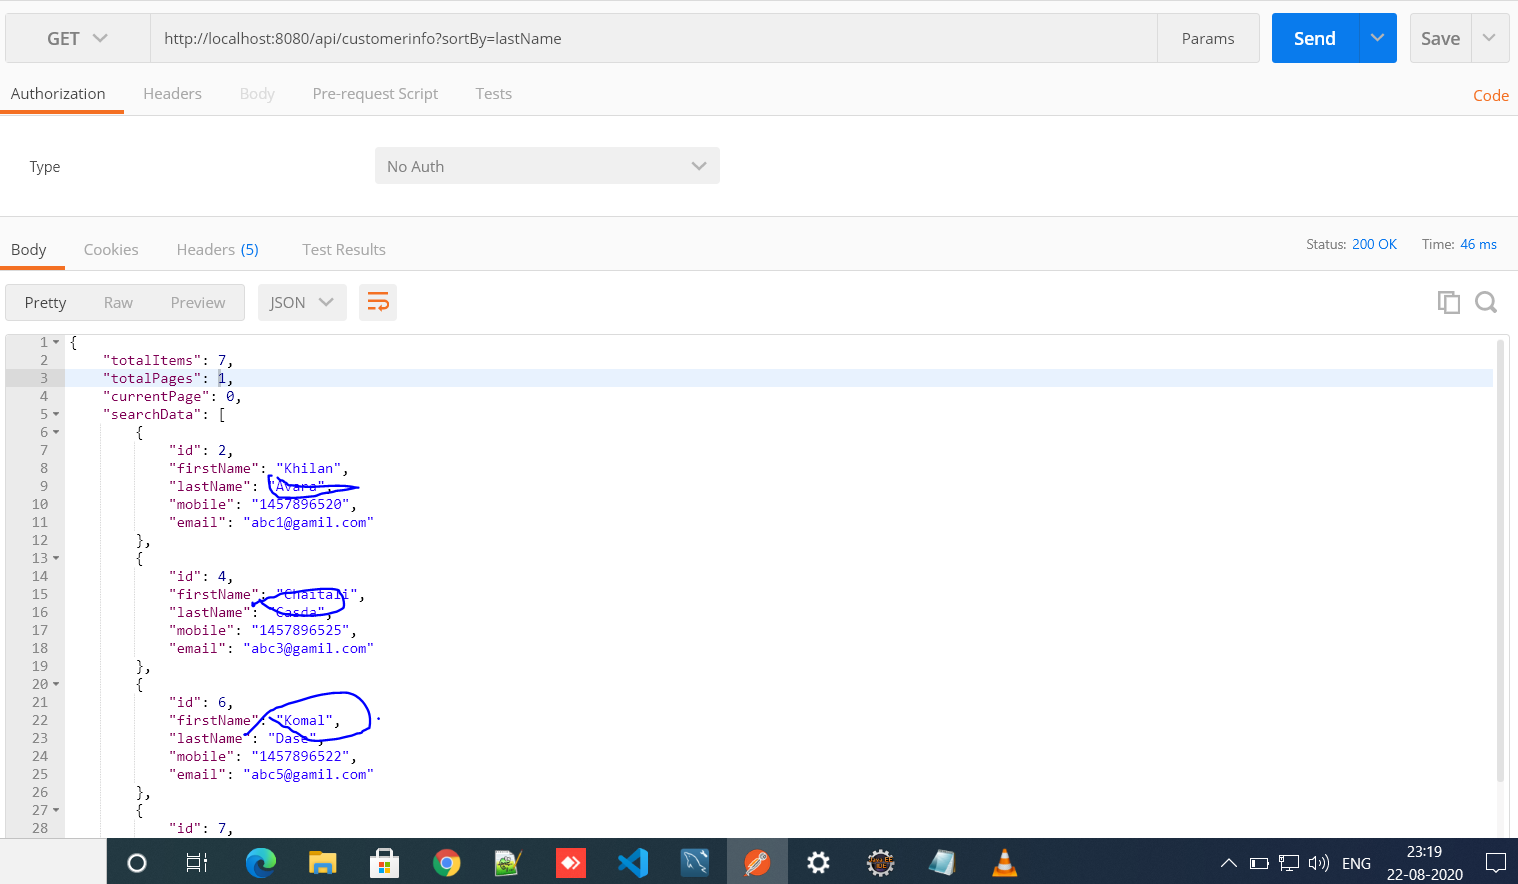 GET http://localhost:8080/api/customerinfo?sortBy=lastName Params Send Save
Authorization Headers Body Pre-request Script Tests Code
Type No Auth
Body Cookies Headers (5) Test Results Status: 200 OK Time: 46 ms
Pretty Raw Preview JSON
1 {
2 "totalItems": 7,
3 "totalPages": 1,
4 "currentPage": 0,
5 "searchData": [
6 {
7 "id": 2,
8 "firstName": "Khilan",
9 "lastName": "Avara",
10 "mobile": "1457896520",
11 "email": "abc1@gamil.com"
12 },
13 {
14 "id": 4,
15 "firstName": "Chaitali",
16 "lastName": "Casda",
17 "mobile": "1457896525",
18 "email": "abc3@gamil.com"
19 },
20 {
21 "id": 6,
22 "firstName": "Komal",
23 "lastName": "Dase",
24 "mobile": "1457896522",
25 "email": "abc5@gamil.com"
26 },
27 {
28 "id": 7,
ENG 23:19
22-08-2020